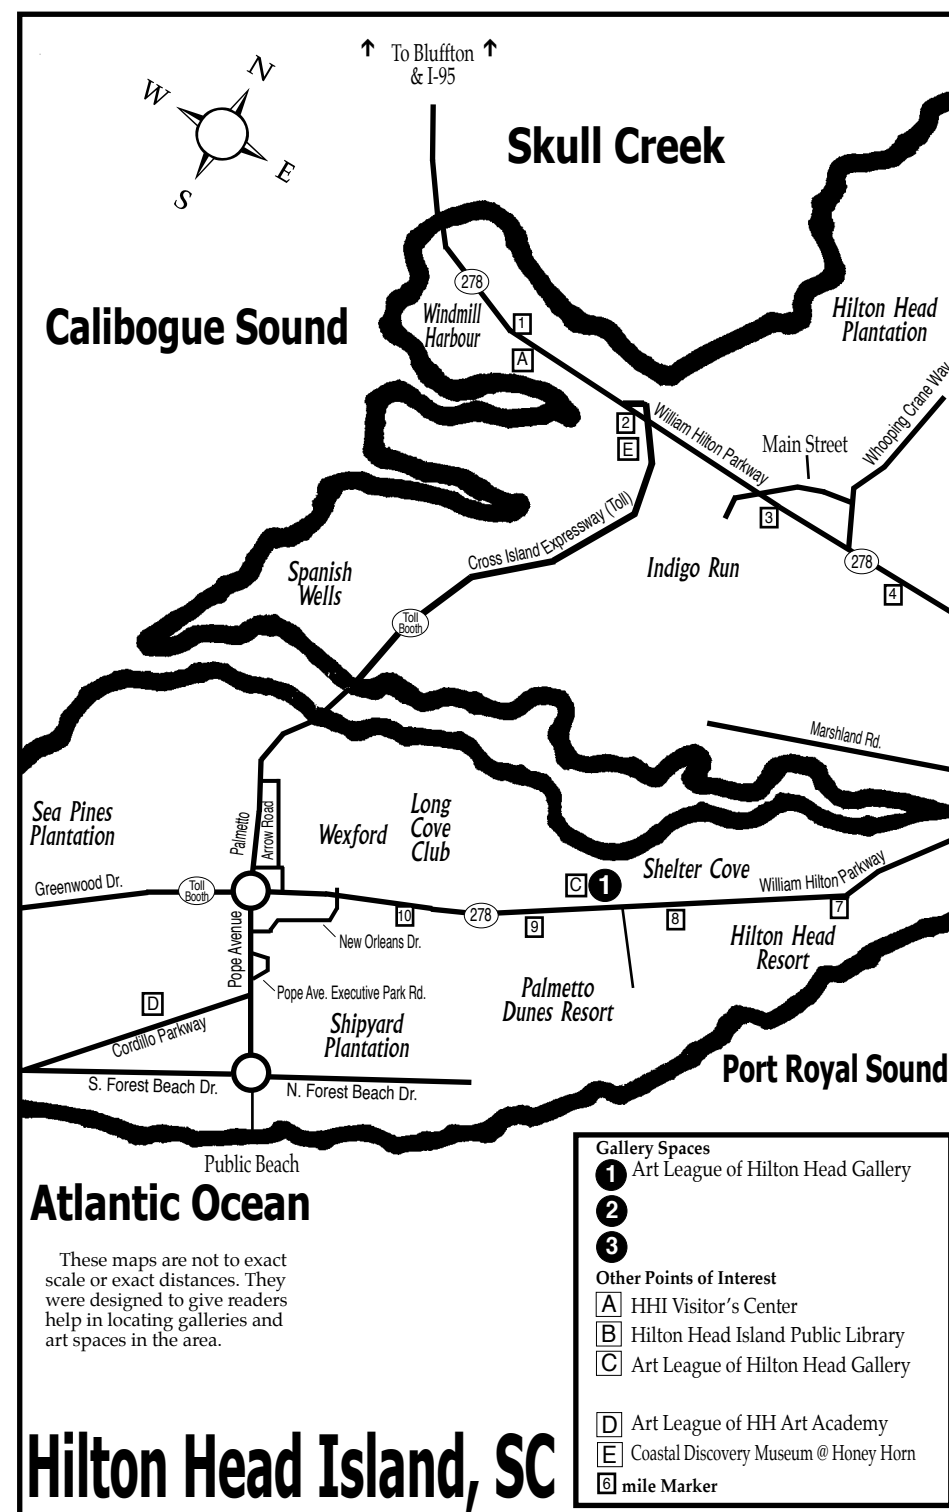 To Bluffton
& I-95
N
W
E
S
Skull Creek
Calibogue Sound
278
Windmill
Harbour
1
A
Hilton Head
Plantation
2
E
William Hilton Parkway
Main Street
Whooping Crane Way
3
Cross Island Expressway (Toll)
Indigo Run
278
4
Spanish
Wells
Toll
Booth
Marshland Rd.
Sea Pines
Plantation
Palmetto
Arrow Road
Wexford
Long
Cove
Club
Shelter Cove
C
1
William Hilton Parkway
Greenwood Dr.
Toll
Booth
10
278
9
8
7
Pope Avenue
New Orleans Dr.
Hilton Head
Resort
Pope Ave. Executive Park Rd.
Palmetto
Dunes Resort
D
Cordillo Parkway
Shipyard
Plantation
Port Royal Sound
S. Forest Beach Dr.
N. Forest Beach Dr.
Public Beach
Atlantic Ocean
These maps are not to exact
scale or exact distances. They
were designed to give readers
help in locating galleries and
art spaces in the area.
Hilton Head Island, SC
Gallery Spaces
1 Art League of Hilton Head Gallery
2
3
Other Points of Interest
A HHI Visitor's Center
B Hilton Head Island Public Library
C Art League of Hilton Head Gallery
D Art League of HH Art Academy
E Coastal Discovery Museum @ Honey Horn
6 mile Marker